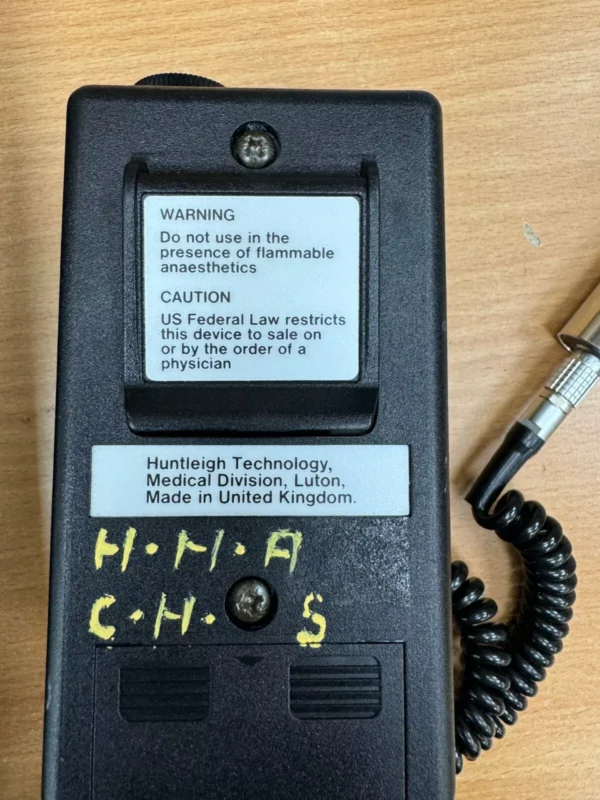 WARNING
Do not use in the
presence of flammable
anaesthetics
CAUTION
US Federal Law restricts
this device to sale on
or by the order of a
physician
Huntleigh Technology,
Medical Division, Luton,
Made in United Kingdom.
H.M.A
C.H. S